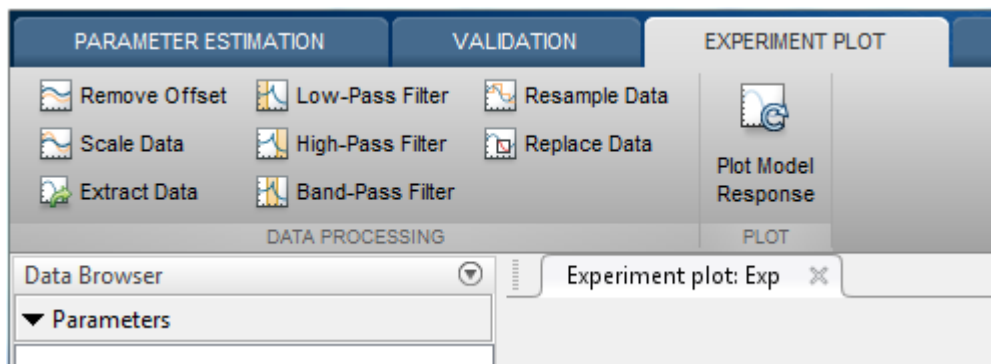 PARAMETER ESTIMATION VALIDATION EXPERIMENT PLOT
Remove Offset Low-Pass Filter Resample Data
Scale Data High-Pass Filter Replace Data
Extract Data Band-Pass Filter
Plot Model
Response
DATA PROCESSING PLOT
Data Browser Experiment plot: Exp
Parameters